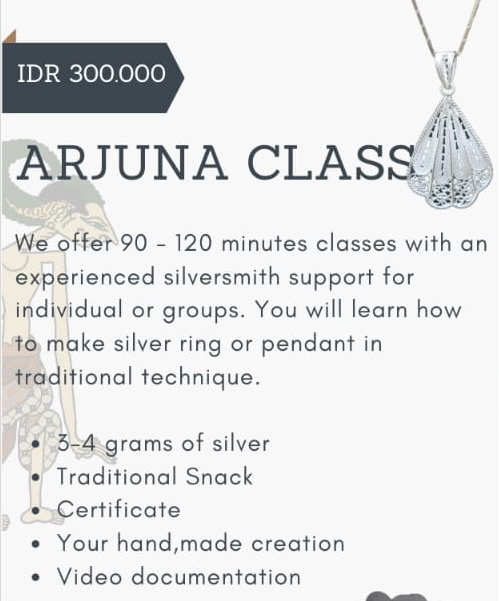 IDR 300.000
ARJUNA CLASS
We offer 90 - 120 minutes classes with an
experienced silversmith support for
individual or groups. You will learn how
to make silver ring or pendant in
traditional technique.
• 3-4 grams of silver
• Traditional Snack
• Certificate
• Your hand,made creation
• Video documentation